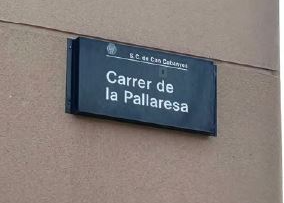 S.C. de Can Cabanyes
Carrer de
la Pallaresa